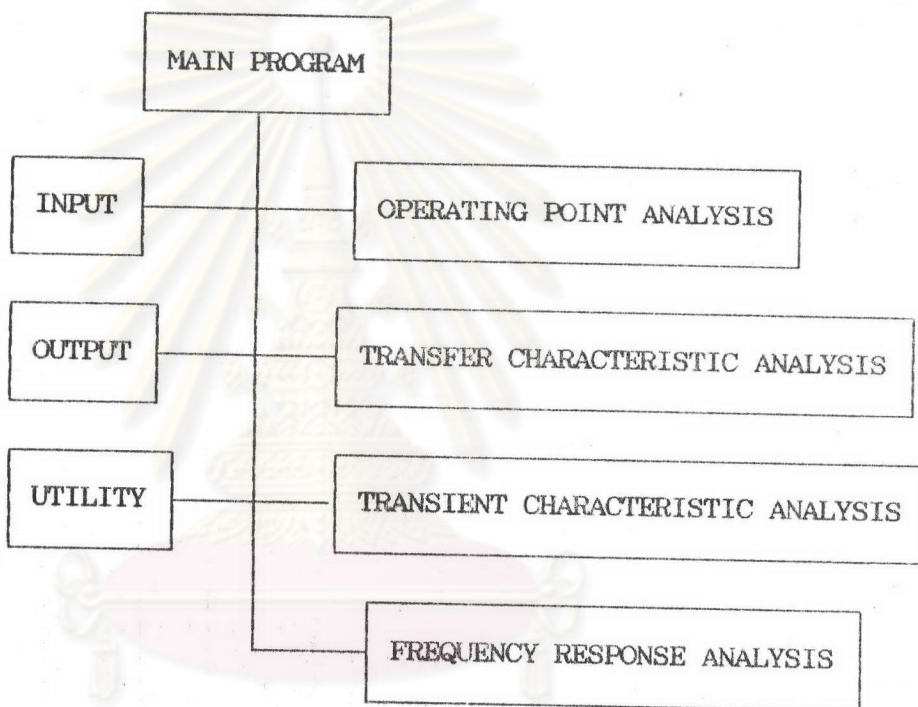 MAIN PROGRAM
INPUT
OPERATING POINT ANALYSIS
OUTPUT
TRANSFER CHARACTERISTIC ANALYSIS
UTILITY
TRANSIENT CHARACTERISTIC ANALYSIS
FREQUENCY RESPONSE ANALYSIS